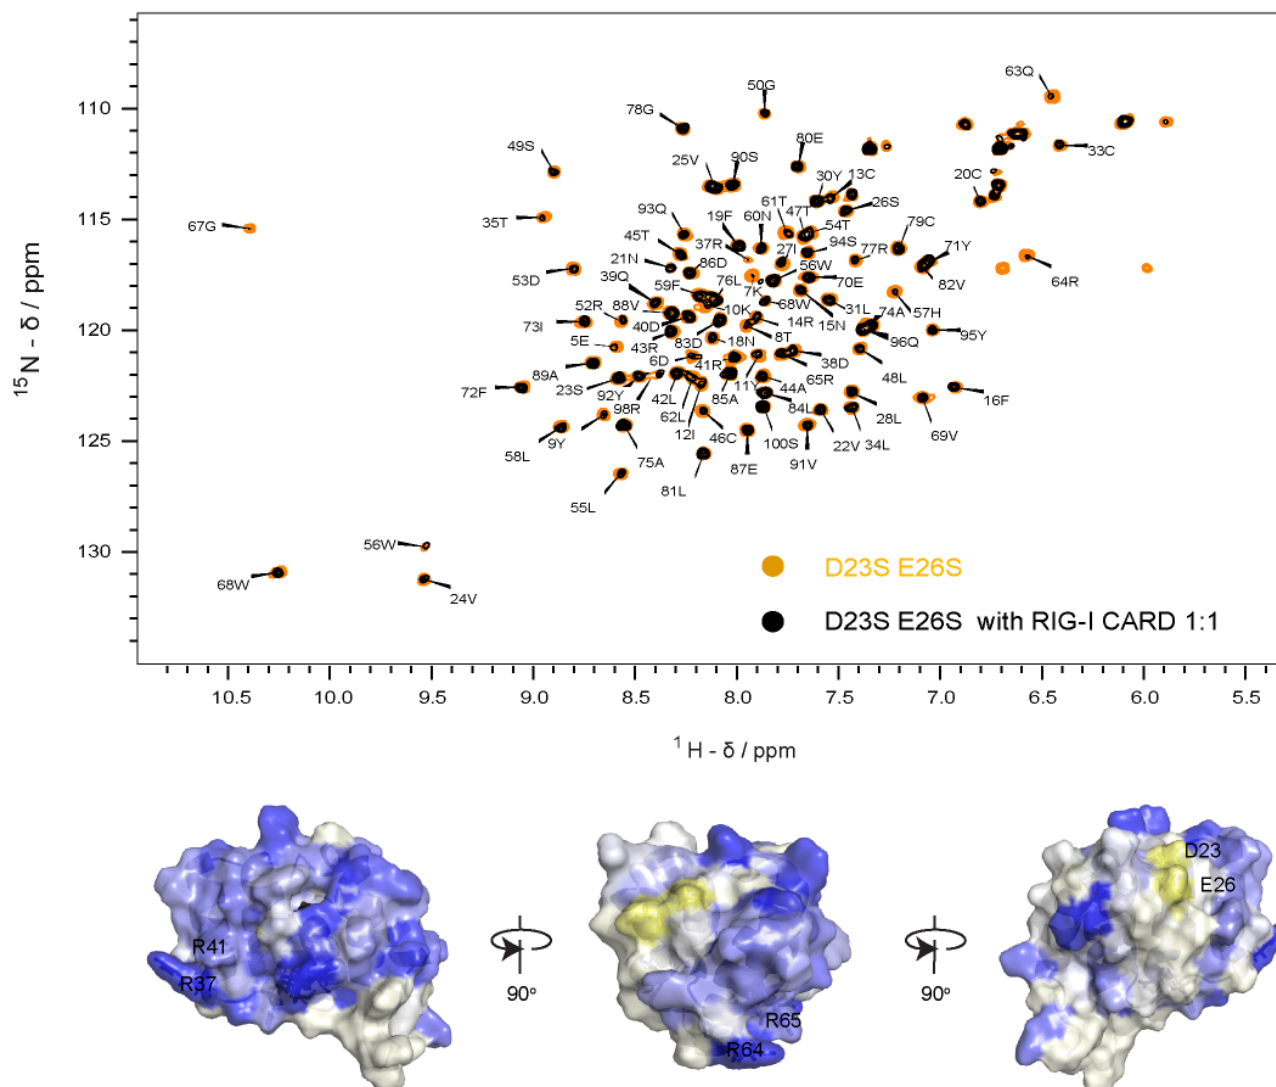 15N - δ / ppm
110
115
120
125
130
50G
63Q
78G
49S
25V
90S
80E
33C
30Y
13C
20C
67G
35T
61T
47T
26S
93Q
19F
60N
54T
79C
45T
37R
27I
94S
77R
71Y
53D
21N
86D
56W
82V
64R
39Q
59F
76L
7K
70E
68W
31L
74A
57H
52R
88V
10K
15N
73I
40D
14R
96Q
95Y
5E
43R
83D
18N
8T
6D
41R
38D
48L
89A
11Y
65R
72F
23S
92Y
98R
42L
85A
44A
16F
62L
84L
28L
12I
69V
58L
9Y
46C
100S
22V
34L
75A
87E
91V
81L
55L
56W
68W
24V
D23S E26S
D23S E26S with RIG-I CARD 1:1
10.5 10.0 9.5 9.0 8.5 8.0 7.5 7.0 6.5 6.0 5.5
1 H - δ / ppm
R41
R37
90°
R65
R64
90°
D23
E26